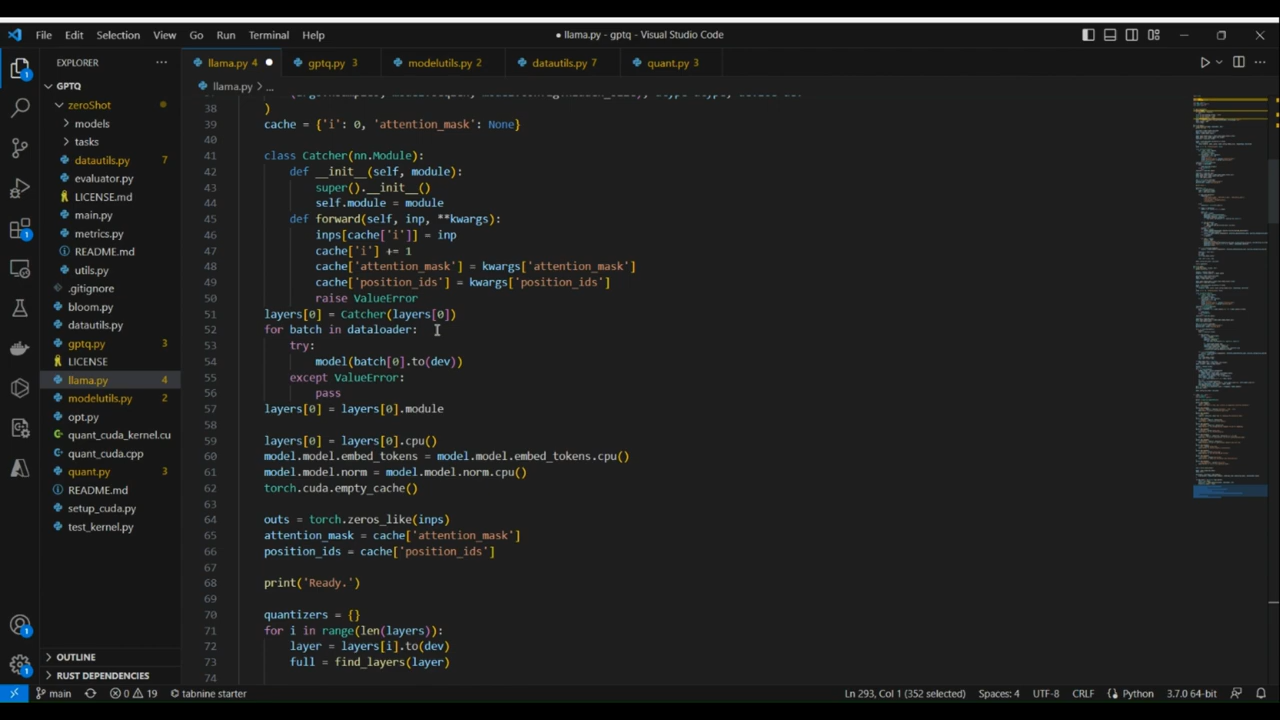 File Edit Selection View Go Run Terminal Help
● llama.py - gptq - Visual Studio Code
EXPLORER ···
llama.py 4 ●
gptq.py 3
modelutils.py 2
datautils.py 7
quant.py 3
GPTQ
llama.py > ...
zeroShot
models
tasks
datautils.py 7
evaluator.py
LICENSE.md
main.py
metrics.py
README.md
utils.py
.gitignore
bloom.py
datautils.py
gptq.py 3
LICENSE
llama.py 4
modelutils.py 2
opt.py
quant_cuda_kernel.cu
quant_cuda.cpp
quant.py 3
README.md
setup_cuda.py
test_kernel.py
OUTLINE
RUST DEPENDENCIES
38 )
39 cache = {'i': 0, 'attention_mask': None}
40
41 class Catcher(nn.Module):
42 def __init__(self, module):
43 super().__init__()
44 self.module = module
45 def forward(self, inp, **kwargs):
46 inps[cache['i']] = inp
47 cache['i'] += 1
48 cache['attention_mask'] = kwargs['attention_mask']
49 cache['position_ids'] = kwargs['position_ids']
50 raise ValueError
51 layers[0] = Catcher(layers[0])
52 for batch in dataloader:
53 try:
54 model(batch[0].to(dev))
55 except ValueError:
56 pass
57 layers[0] = layers[0].module
58
59 layers[0] = layers[0].cpu()
60 model.model.embed_tokens = model.model.embed_tokens.cpu()
61 model.model.norm = model.model.norm.cpu()
62 torch.cuda.empty_cache()
63
64 outs = torch.zeros_like(inps)
65 attention_mask = cache['attention_mask']
66 position_ids = cache['position_ids']
67
68 print('Ready.')
69
70 quantizers = {}
71 for i in range(len(layers)):
72 layer = layers[i].to(dev)
73 full = find_layers(layer)
74
main 0 19 tabnine starter
Ln 293, Col 1 (352 selected) Spaces: 4 UTF-8 CRLF Python 3.7.0 64-bit